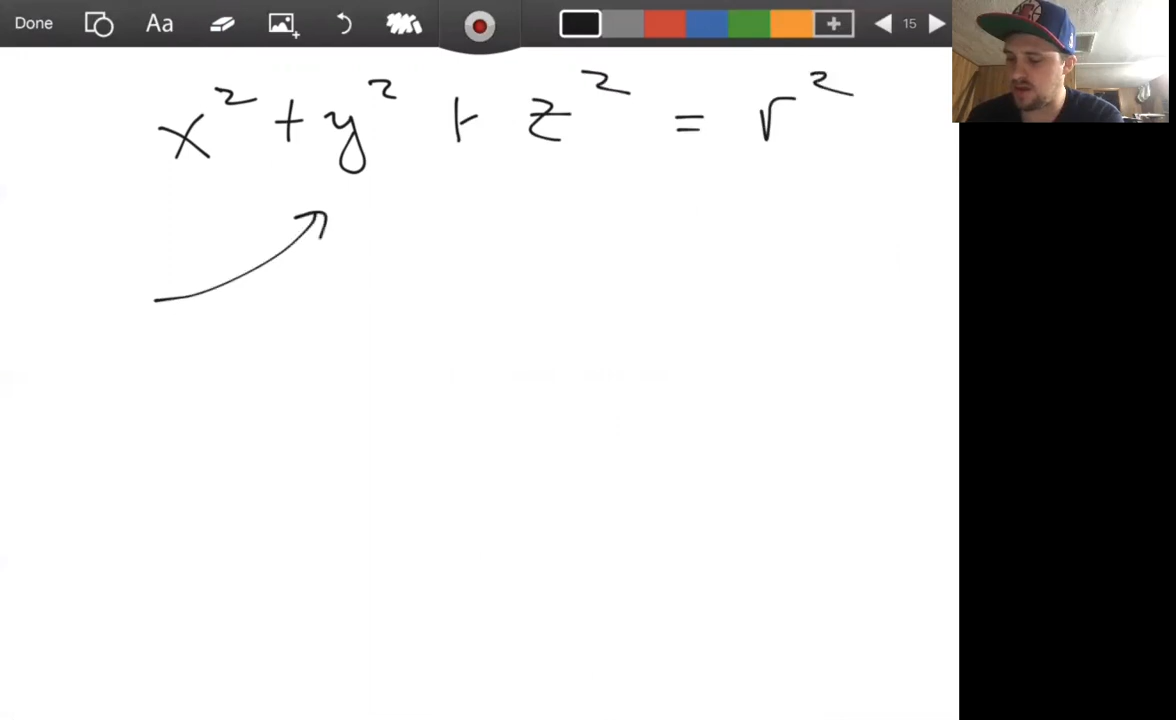 Done Aa 15
x² + y² + z² = r²